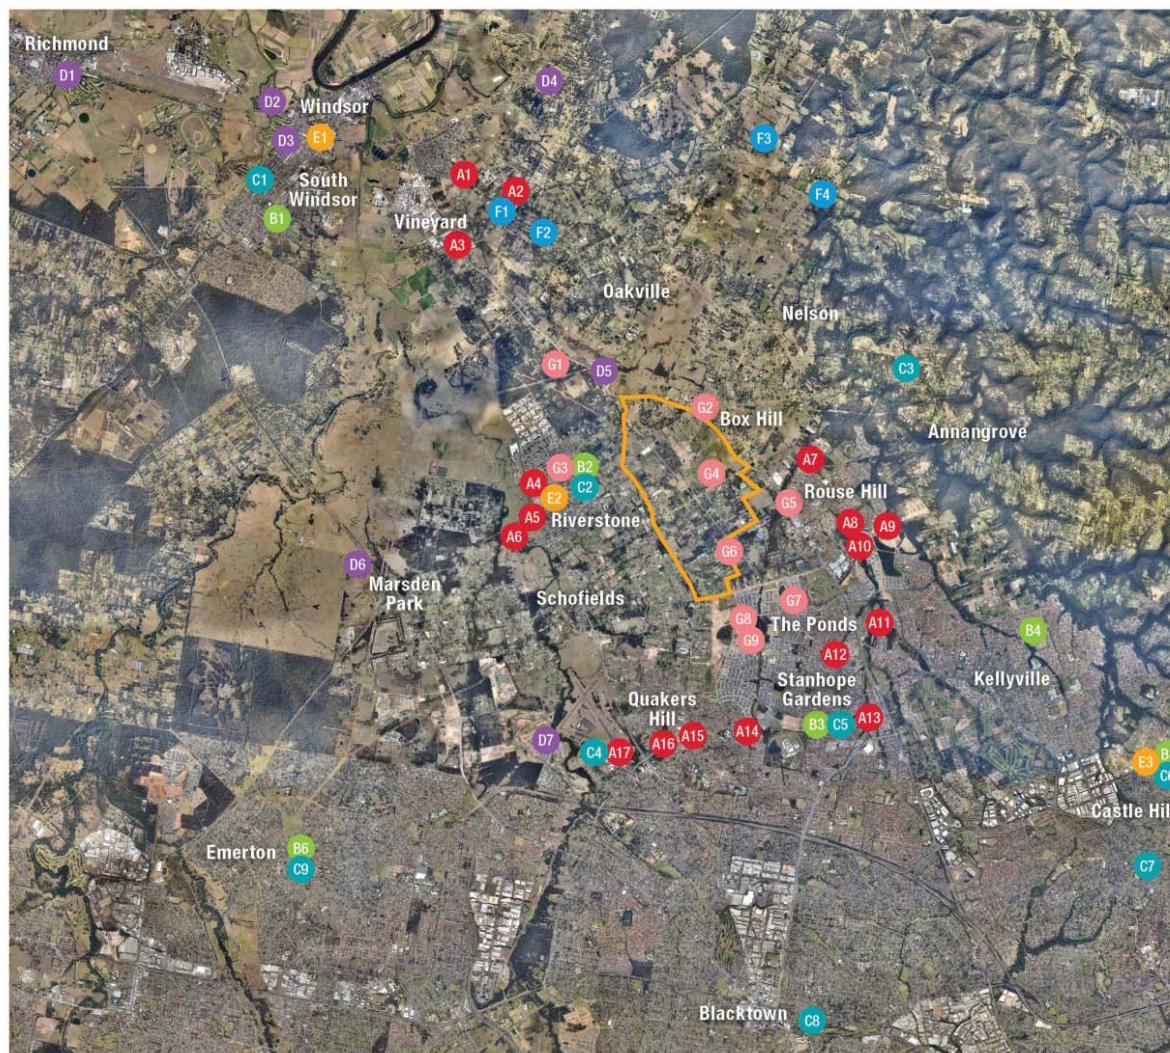 Richmond
D1
D4
D2
Windsor
D3
E1
F3
C1
South
Windsor
A1
A2
F4
B1
F1
Vineyard
F2
A3
Oakville
Nelson
G1
D5
C3
G2
Box Hill
Annangrove
A7
G3
B2
G4
A4
C2
E2
G5
Rouse Hill
A5
Riverstone
A8
A9
A6
A10
G6
D6
Marsden
Park
Schofields
G7
G8
The Ponds
A11
B4
G9
A12
Stanhope
Gardens
Kellyville
Quakers
Hill
A13
B3
C5
A14
A15
D7
A16
C4
A17
E3
B
Castle Hil
Emerton
B6
C9
C7
Blacktown
C8